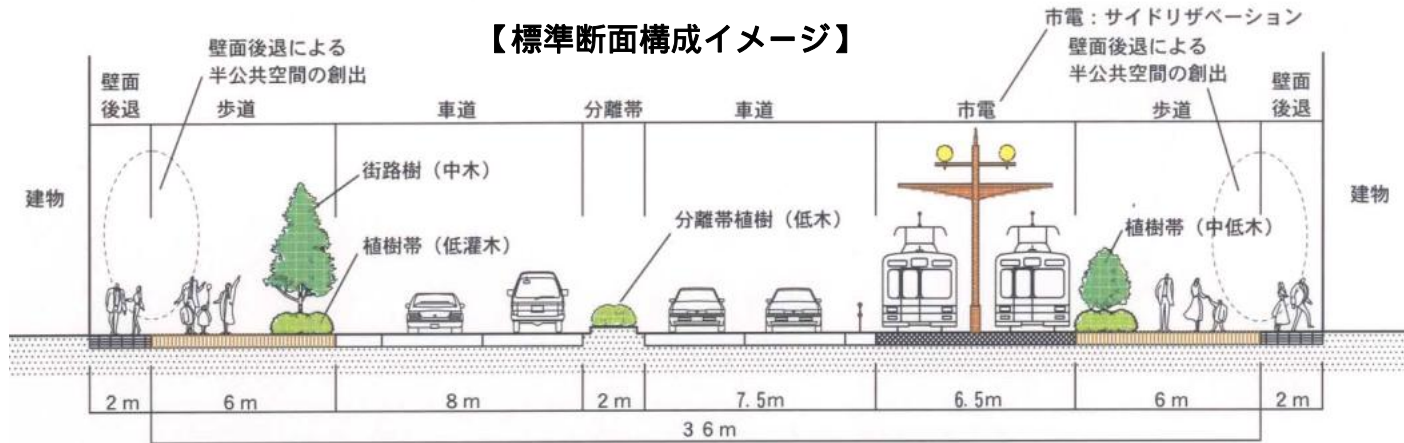 【標準断面構成イメージ】
市電：サイドリザベーション
壁面後退による
半公共空間の創出
壁面後退による
半公共空間の創出
壁面
後退
歩道
車道
分離帯
車道
市電
歩道
壁面
後退
建物
街路樹（中木）
植樹帯（低灌木）
分離帯植樹（低木）
植樹帯（中低木）
建物
2m
6m
8m
2m
7.5m
6.5m
6m
2m
36m